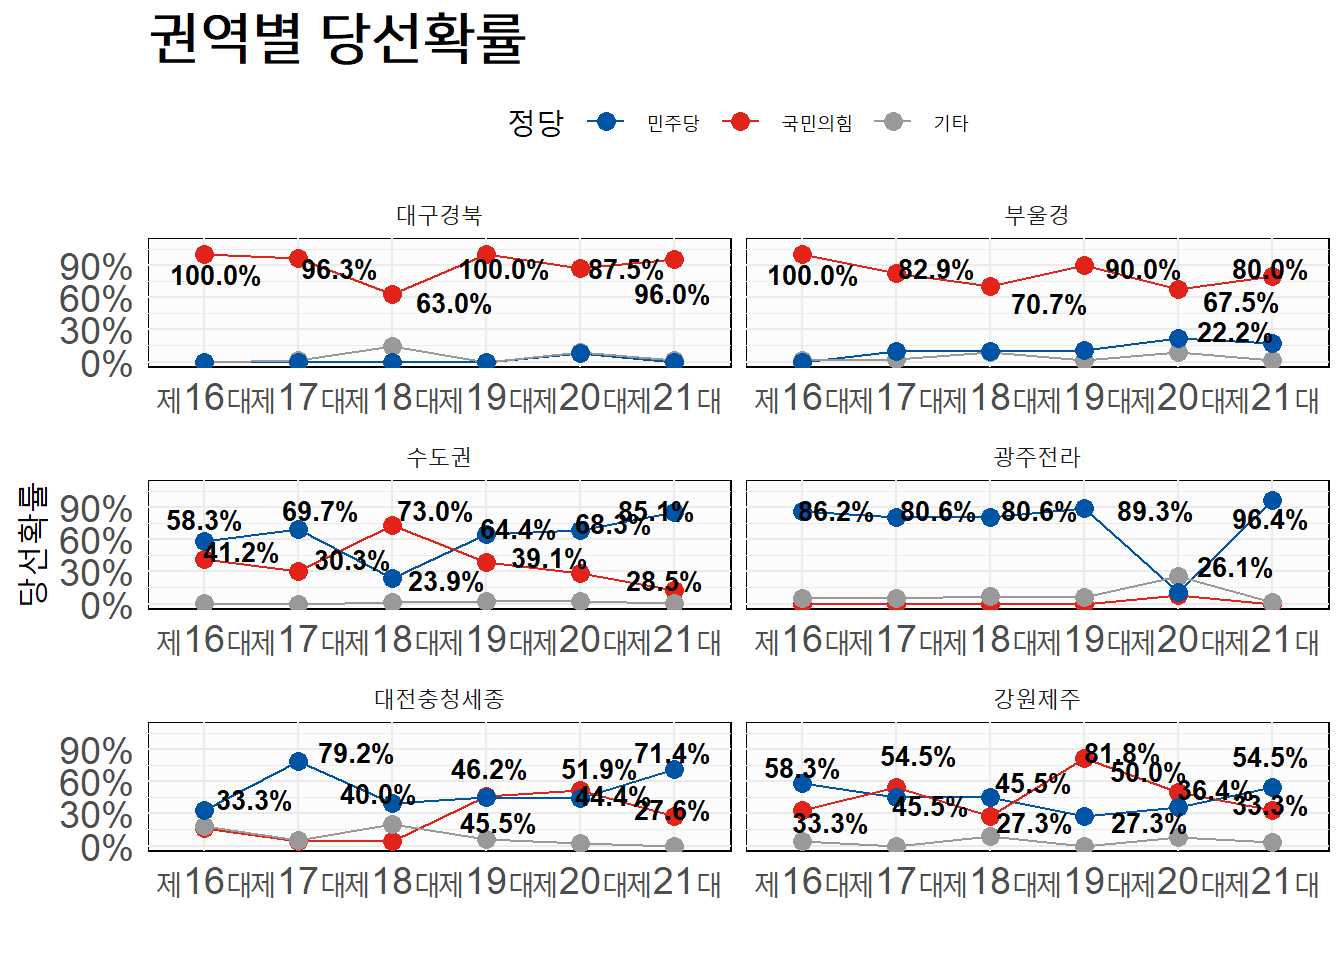 권역별 당선확률
정당 민주당 국민의힘 기타
대구경북
90%
60%
30%
0%
100.0% 96.3% 63.0% 100.0% 87.5% 96.0%
제16대 제17대 제18대 제19대 제20대 제21대
부울경
100.0% 82.9% 70.7% 90.0% 67.5% 80.0%
22.2%
제16대 제17대 제18대 제19대 제20대 제21대
당선확률
수도권
90%
60%
30%
0%
58.3% 69.7% 73.0% 64.4% 68.3% 85.1%
41.2% 30.3% 23.9% 39.1% 28.5%
제16대 제17대 제18대 제19대 제20대 제21대
광주전라
86.2% 80.6% 80.6% 89.3% 26.1% 96.4%
제16대 제17대 제18대 제19대 제20대 제21대
대전충청세종
90%
60%
30%
0%
33.3% 79.2% 40.0% 46.2% 51.9% 71.4%
45.5% 44.4% 27.6%
제16대 제17대 제18대 제19대 제20대 제21대
강원제주
58.3% 54.5% 45.5% 81.8% 50.0% 54.5%
33.3% 45.5% 27.3% 27.3% 36.4% 33.3%
제16대 제17대 제18대 제19대 제20대 제21대